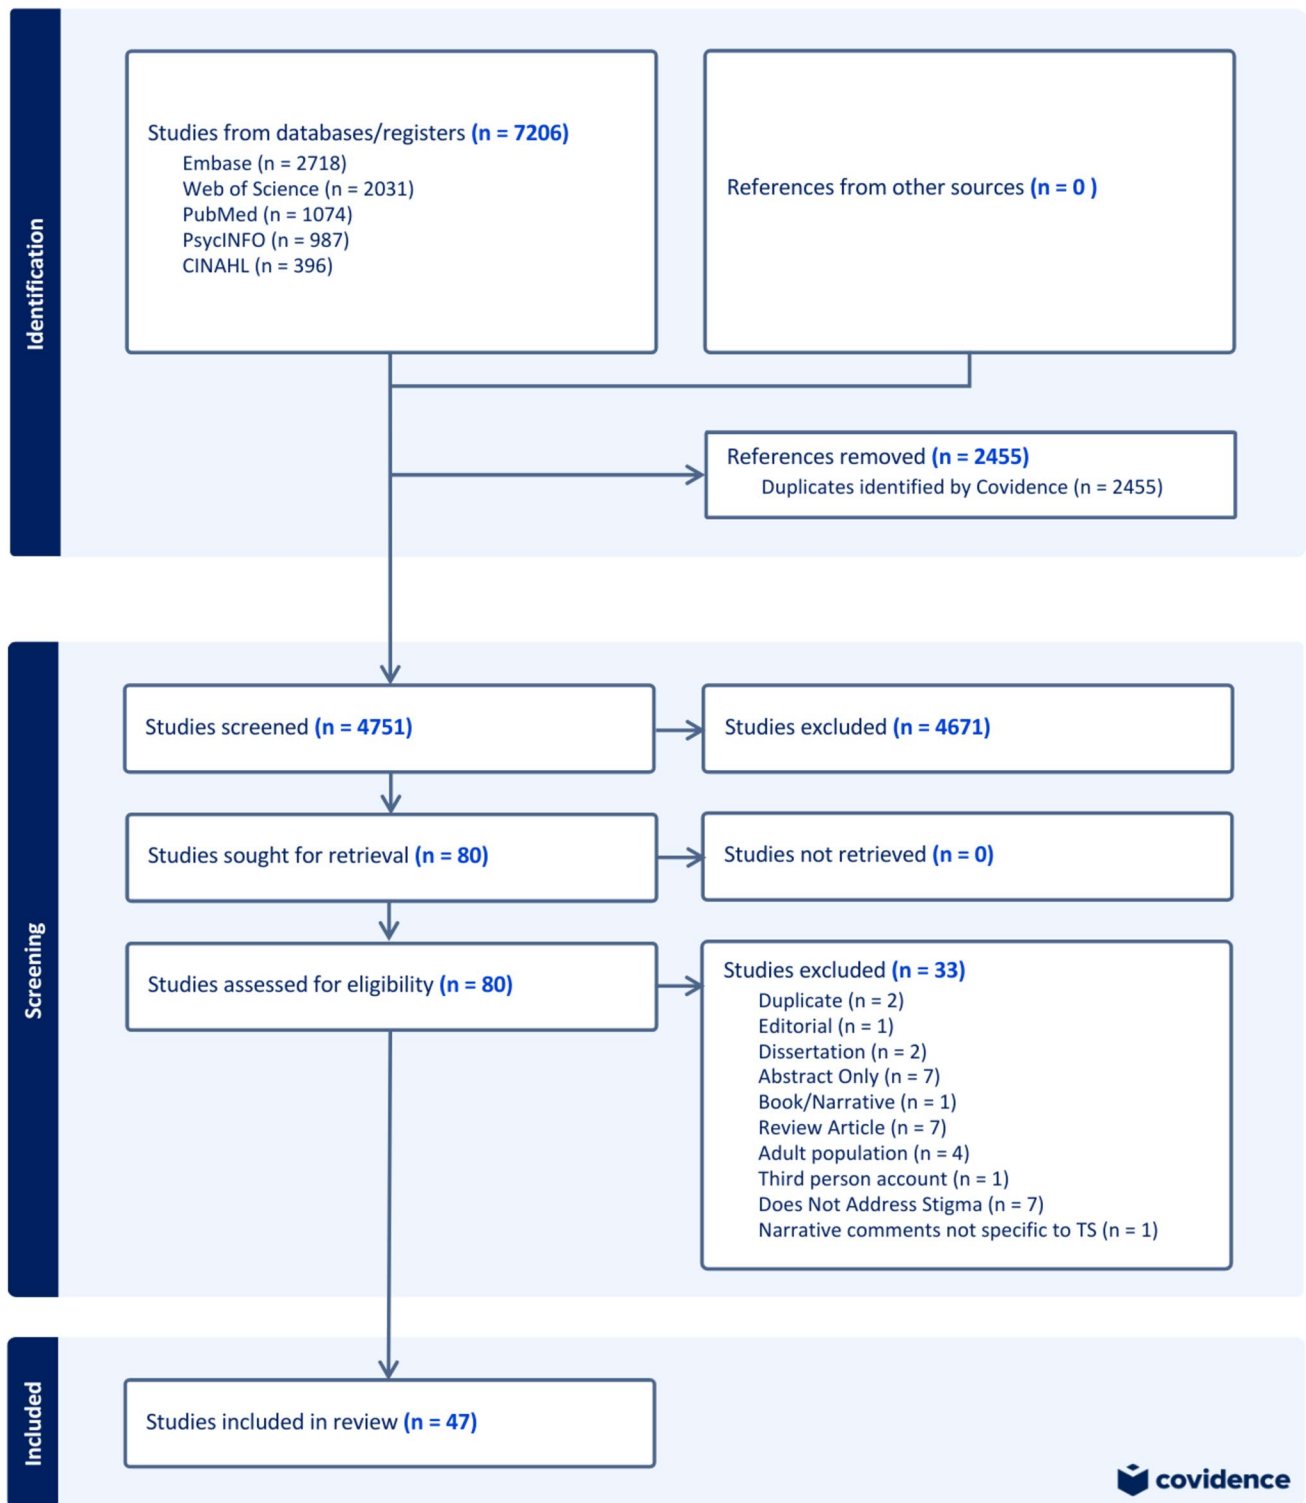 Identification
Studies from databases/registers (n = 7206)
Embase (n = 2718)
Web of Science (n = 2031)
PubMed (n = 1074)
PsycINFO (n = 987)
CINAHL (n = 396)
References from other sources (n = 0 )
References removed (n = 2455)
Duplicates identified by Covidence (n = 2455)
Screening
Studies screened (n = 4751)
Studies excluded (n = 4671)
Studies sought for retrieval (n = 80)
Studies not retrieved (n = 0)
Studies assessed for eligibility (n = 80)
Studies excluded (n = 33)
Duplicate (n = 2)
Editorial (n = 1)
Dissertation (n = 2)
Abstract Only (n = 7)
Book/Narrative (n = 1)
Review Article (n = 7)
Adult population (n = 4)
Third person account (n = 1)
Does Not Address Stigma (n = 7)
Narrative comments not specific to TS (n = 1)
Included
Studies included in review (n = 47)
covidence